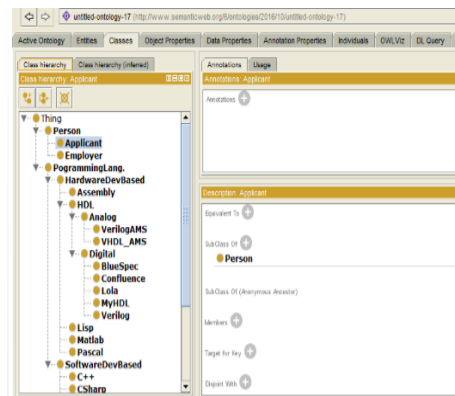 untitled-ontology-17 (http://www.semanticweb.org/6/ontologies/2016/10/untitled-ontology-17)
Active Ontology Entities Classes Object Properties Data Properties Annotation Properties Individuals OWLViz DL Query
Class hierarchy Class hierarchy (inferred)
Class hierarchy: Applicant
Thing
Person
Applicant
Employer
PogrammingLang.
HardwareDevBased
Assembly
HDL
Analog
VerilogAMS
VHDL_AMS
Digital
BlueSpec
Confluence
Lola
MyHDL
Verilog
Lisp
Matlab
Pascal
SoftwareDevBased
C++
CSharp
Annotations Usage
Annotations: Applicant
Annotations
Description: Applicant
Equivalent To
SubClass Of
Person
SubClass Of (Anonymous Ancestor)
Members
Target for Key
Disjoint With